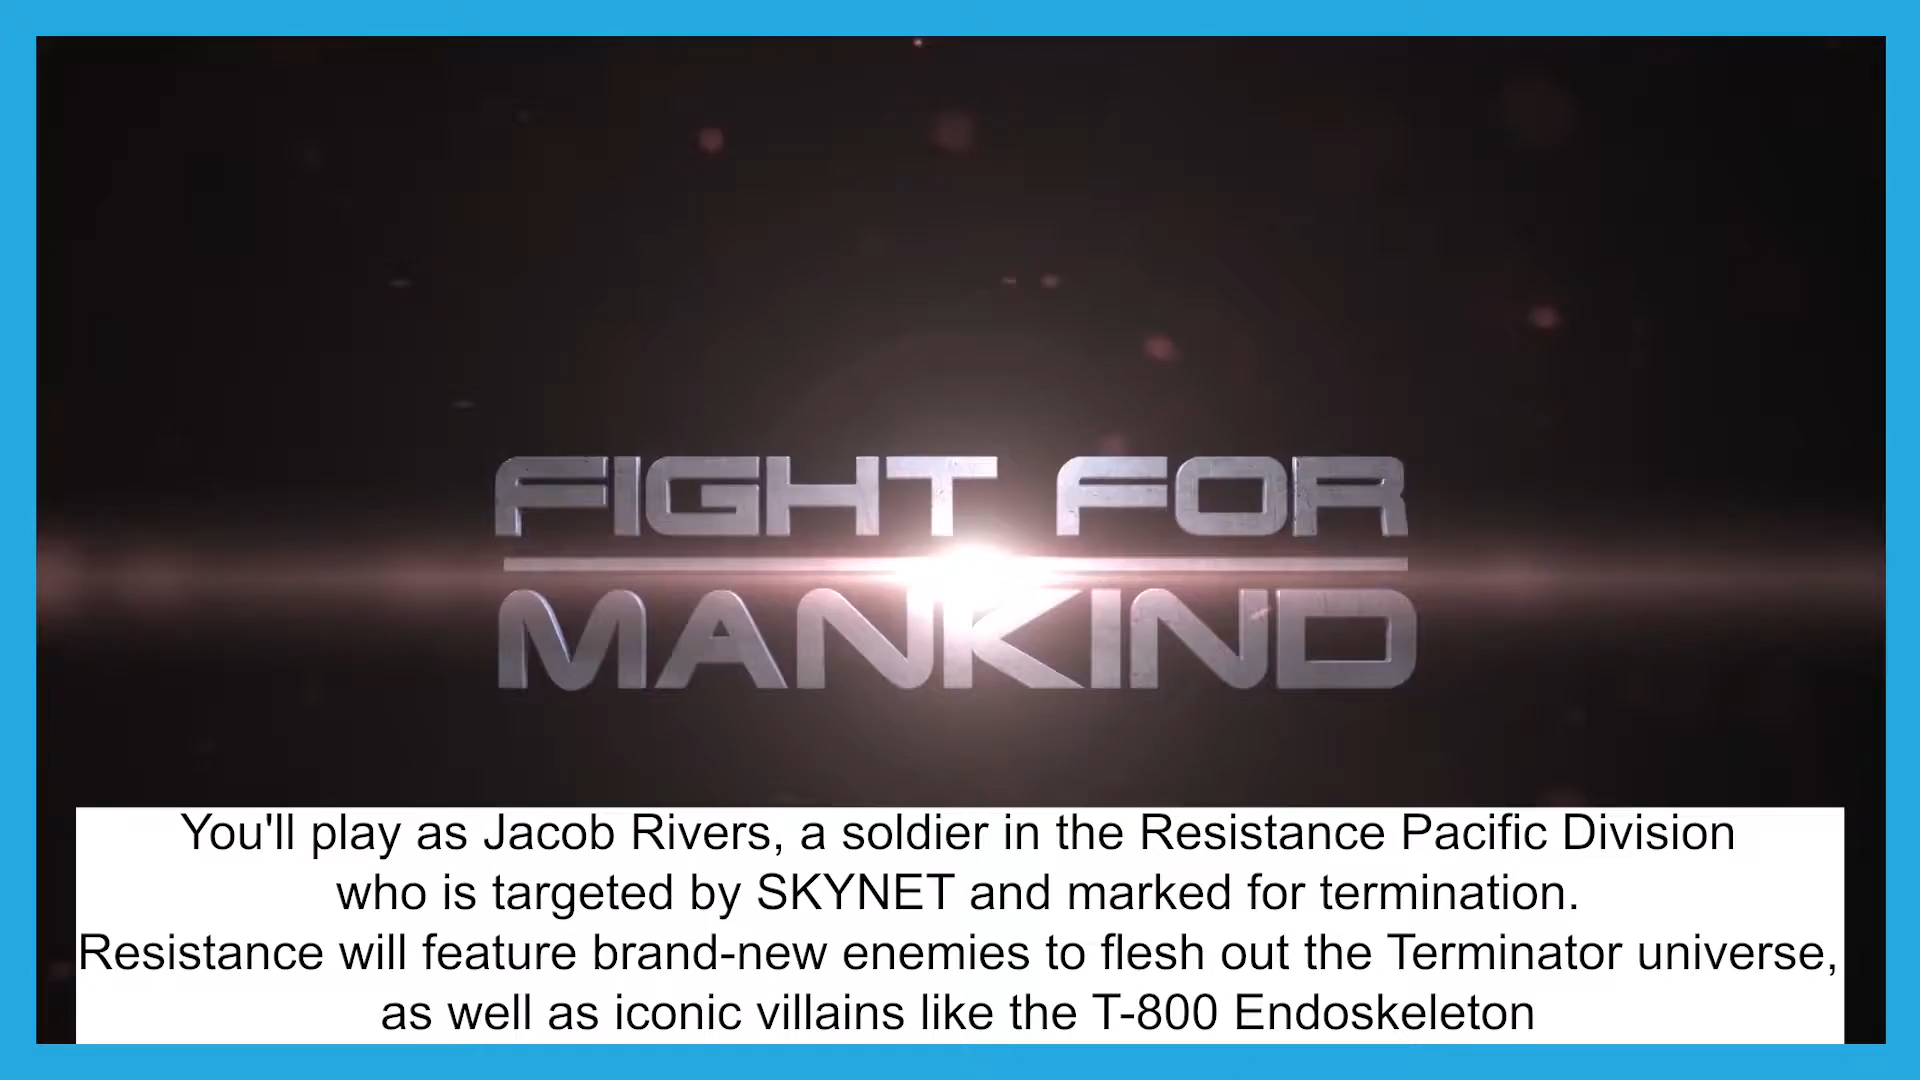 FIGHT FOR
MANKIND
You'll play as Jacob Rivers, a soldier in the Resistance Pacific Division
who is targeted by SKYNET and marked for termination.
Resistance will feature brand-new enemies to flesh out the Terminator universe,
as well as iconic villains like the T-800 Endoskeleton